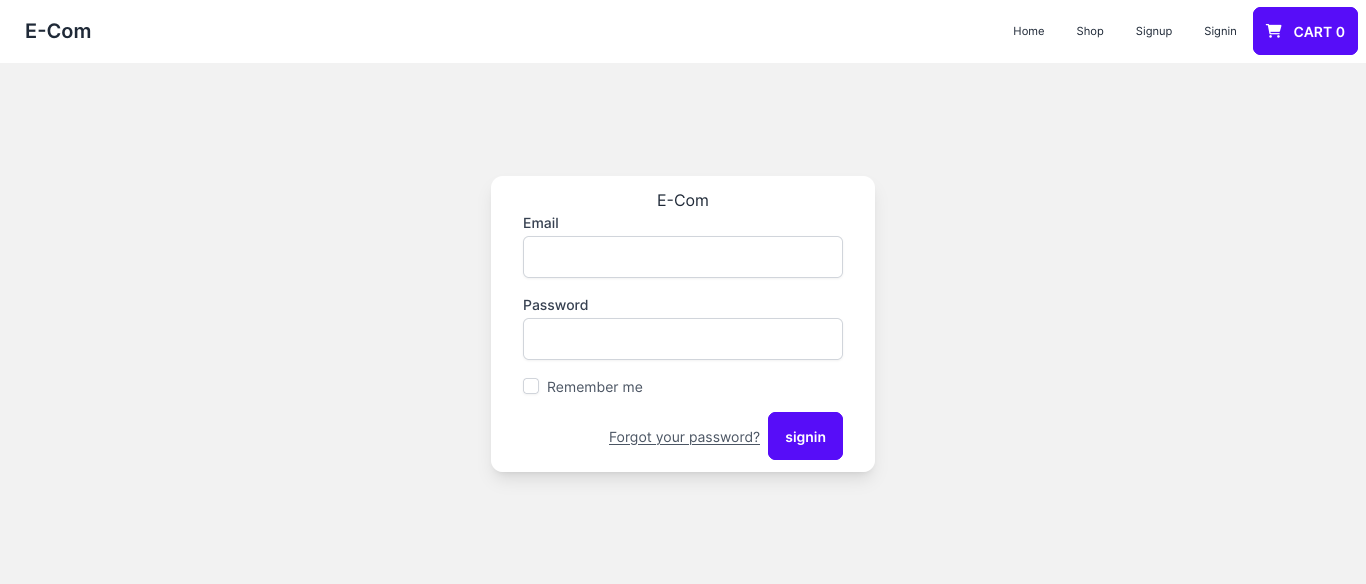 E-Com
Home Shop Signup Signin CART 0
E-Com
Email
Password
Remember me
Forgot your password? signin